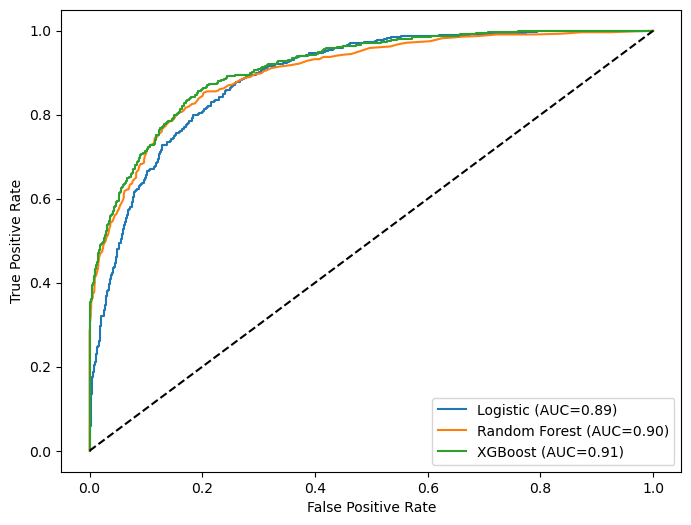 1.0
0.8
0.6
0.4
0.2
0.0
True Positive Rate
Logistic (AUC=0.89)
Random Forest (AUC=0.90)
XGBoost (AUC=0.91)
0.0 0.2 0.4 0.6 0.8 1.0
False Positive Rate